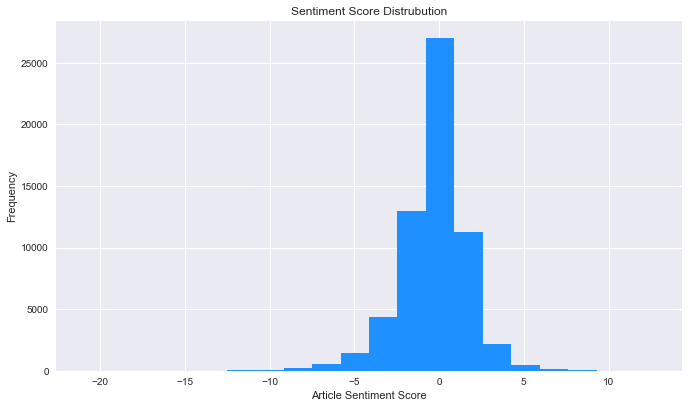 Sentiment Score Distrubution
25000
20000
15000
10000
5000
0
Frequency
−20 −15 −10 −5 0 5 10
Article Sentiment Score